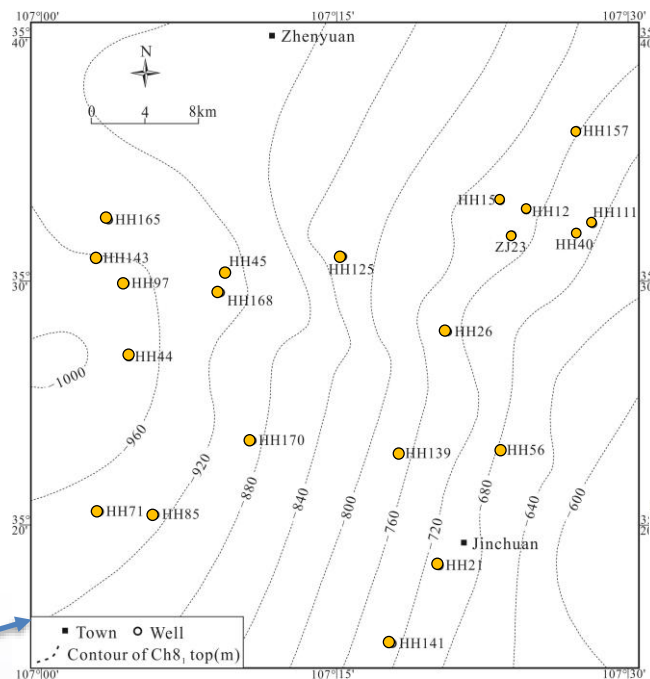 107°00′ 107°15′ 107°30′
35°
40′
35°
40′
Zhenyuan
N
0 4 8km
HH157
HH15
HH12
HH111
HH165
ZJ23
HH40
HH143
HH45
HH125
35°
30′
35°
30′
HH97
HH168
HH26
HH44
-1000
-960
HH170
HH139
HH56
-920
-880
-840
-800
-760
-720
-680
-640
-600
HH71
HH85
35°
20′
35°
20′
Jinchuan
HH21
Town Well
Contour of Ch8₁ top(m)
HH141
107°00′ 107°15′ 107°30′